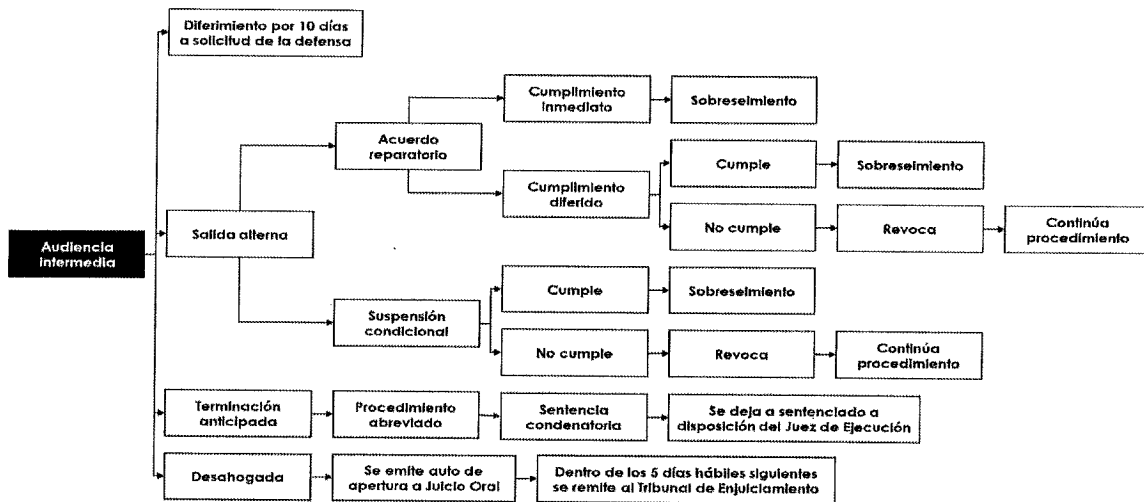 Diferimiento por 10 días
a solicitud de la defensa
Cumplimiento
inmediato
Sobreseimiento
Acuerdo
reparatorio
Cumplimiento
diferido
Cumple
Sobreseimiento
No cumple
Revoca
Continúa
procedimiento
Audiencia
intermedia
Salida alterna
Suspensión
condicional
Cumple
Sobreseimiento
No cumple
Revoca
Continúa
procedimiento
Terminación
anticipada
Procedimiento
abreviado
Sentencia
condenatoria
Se deja a sentenciado a
disposición del Juez de Ejecución
Desahogada
Se emite auto de
apertura a Juicio Oral
Dentro de los 5 días hábiles siguientes
se remite al Tribunal de Enjuiciamiento